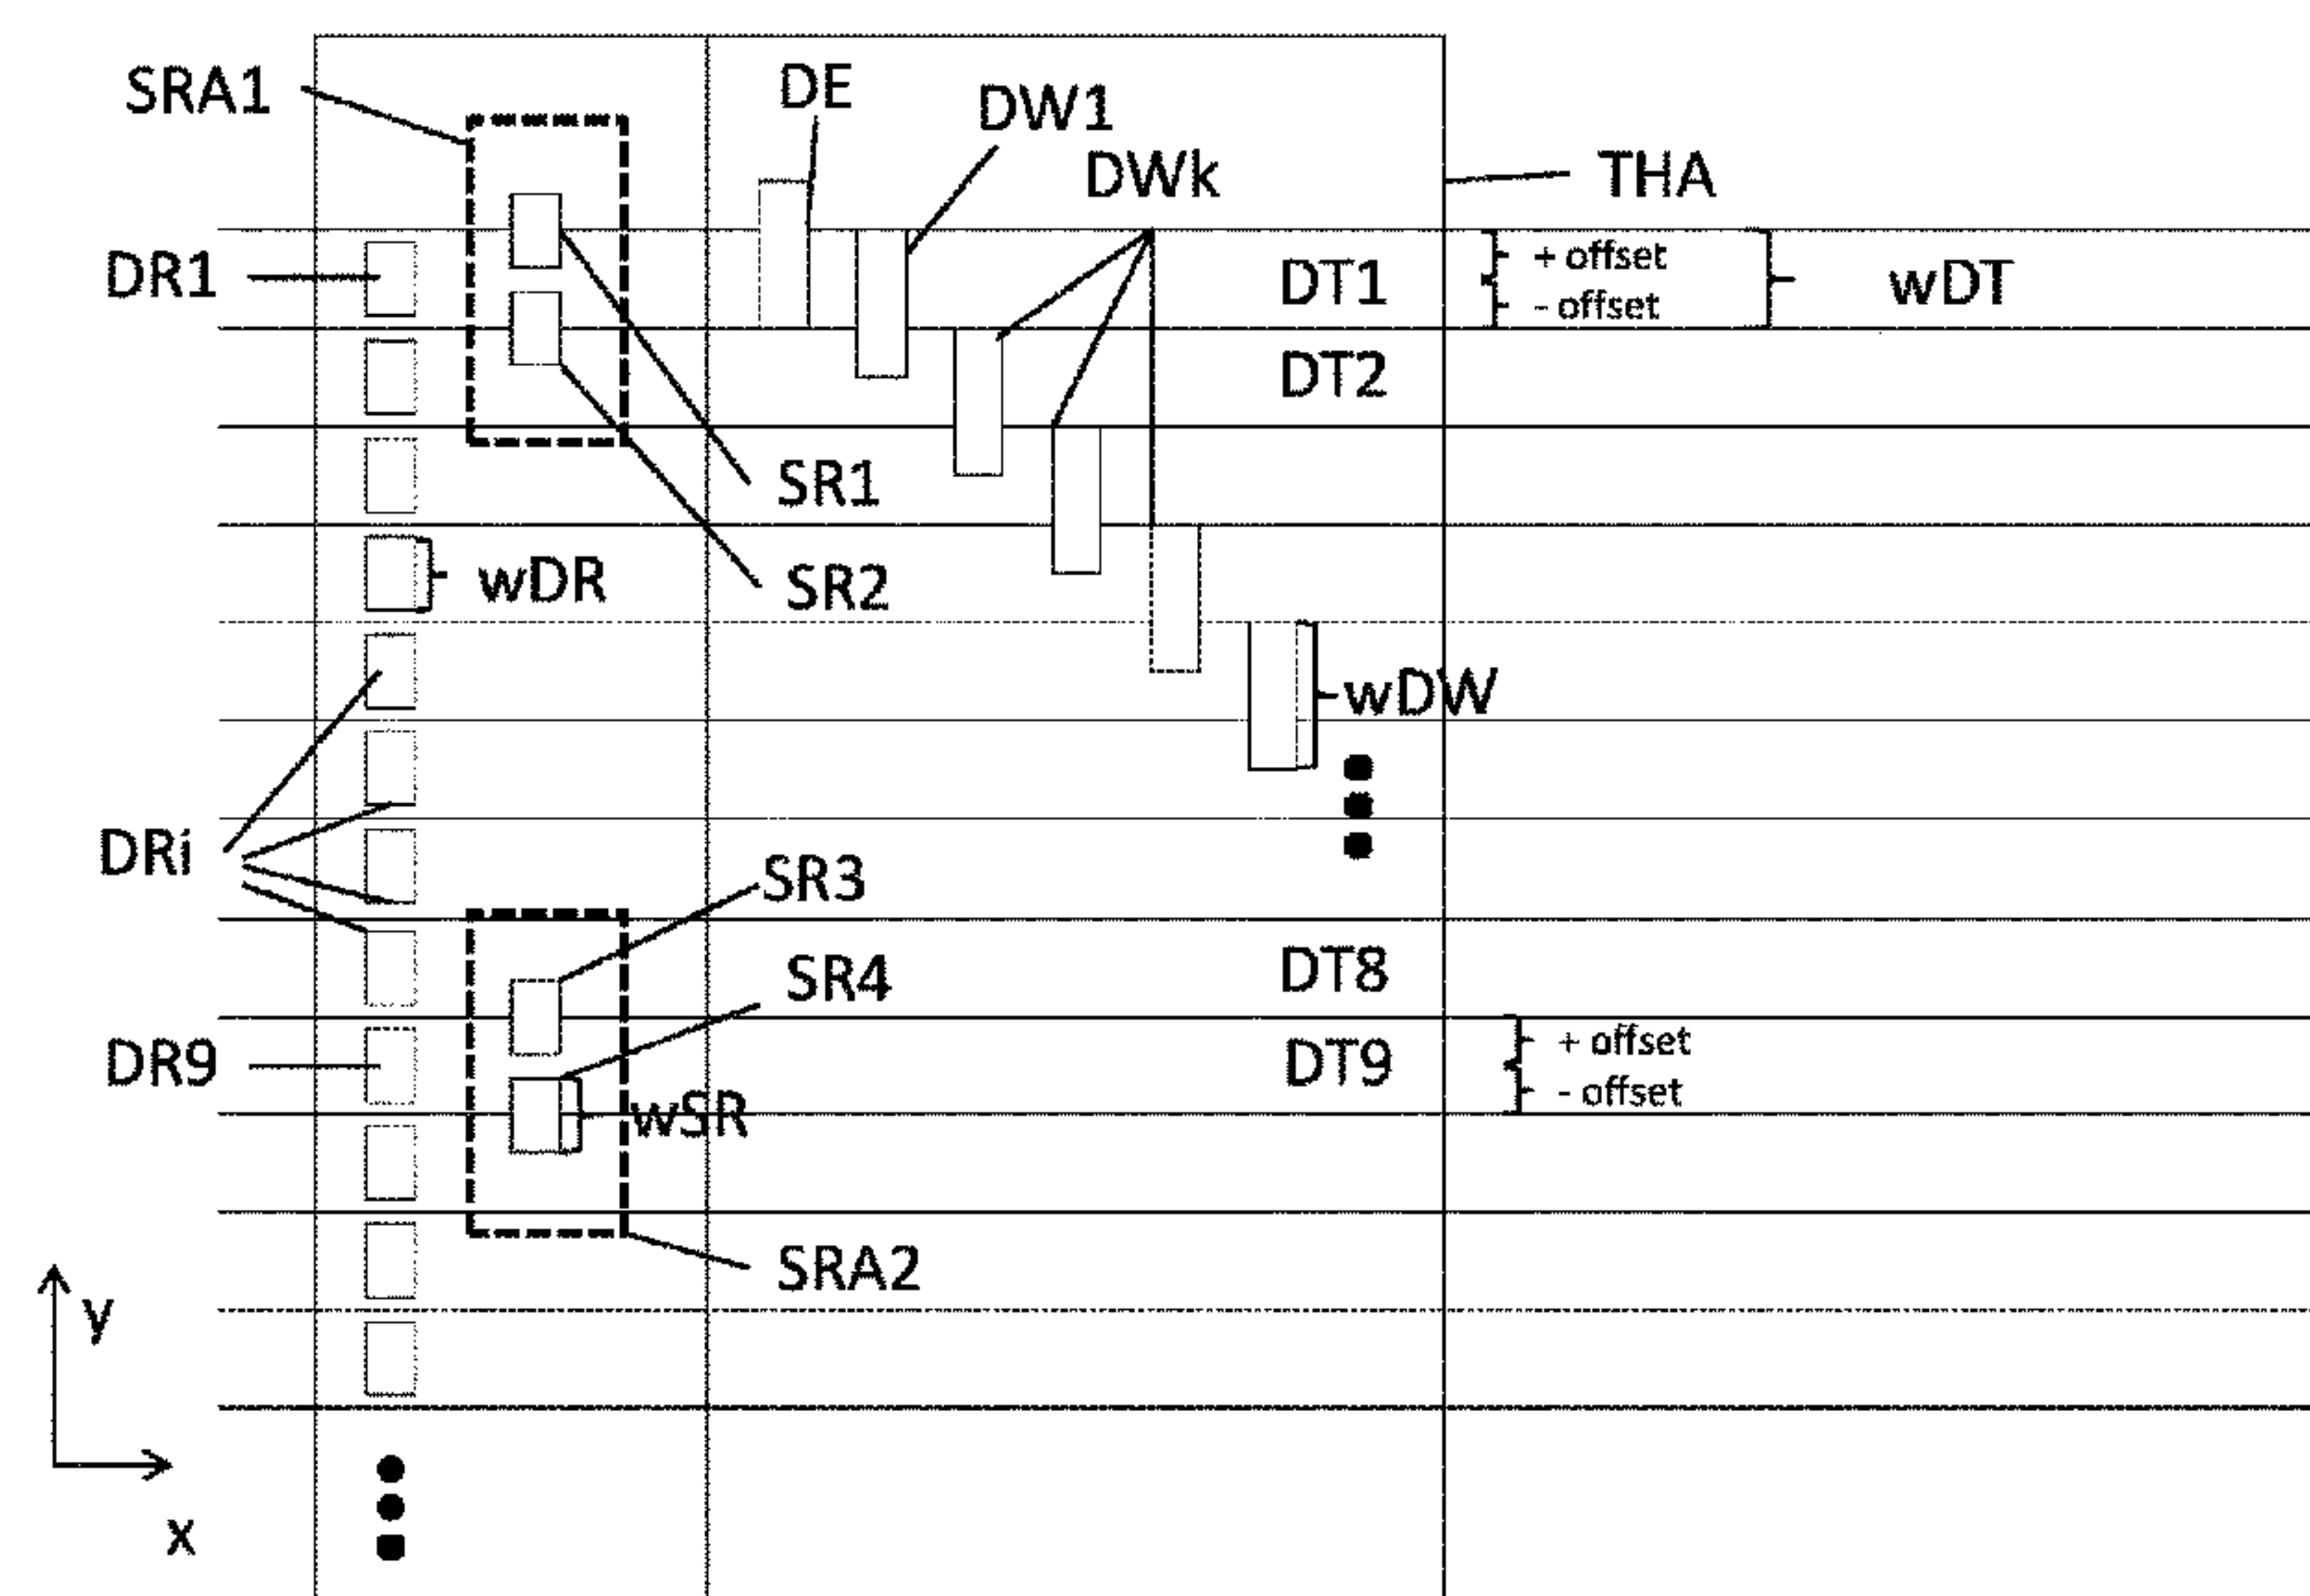 SRA1
DE
DW1
DWk
THA
DR1
DT1
+ offset
- offset
wDT
DT2
SR1
wDR
SR2
wDW
DRi
SR3
SR4
DT8
DR9
DT9
+ offset
- offset
wSR
SRA2
y
x